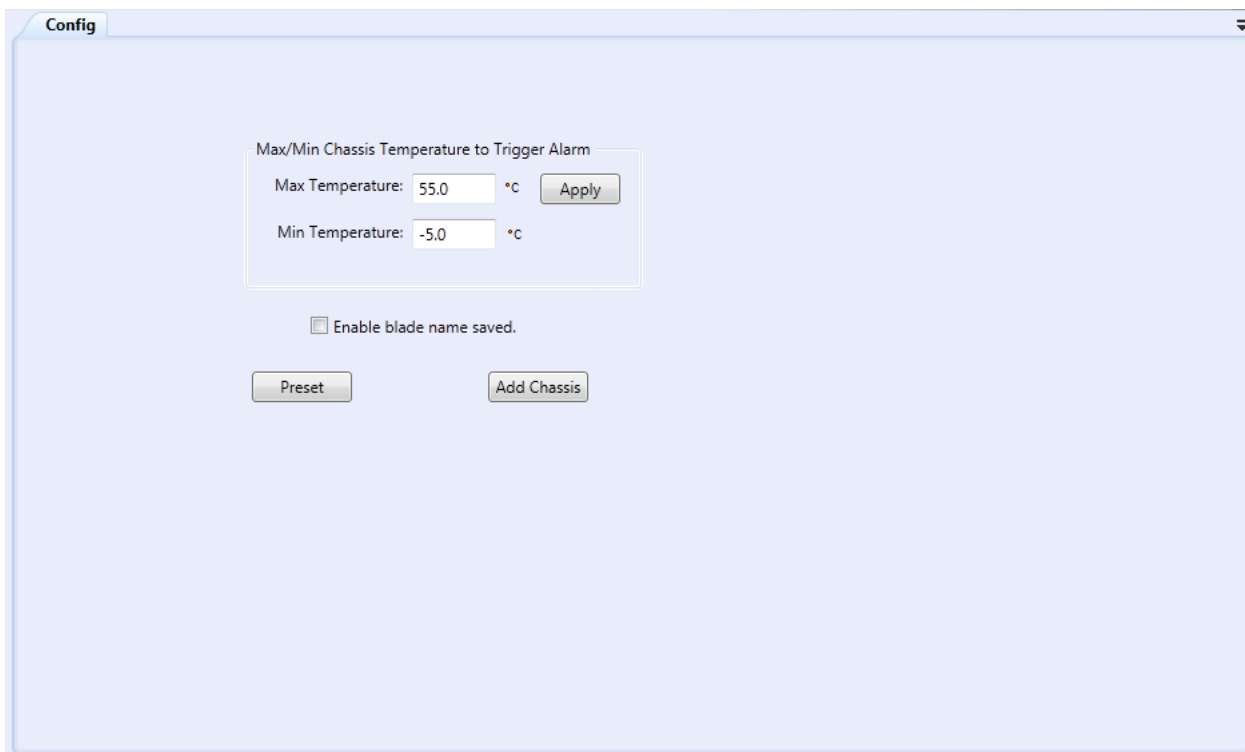 Config
Max/Min Chassis Temperature to Trigger Alarm
Max Temperature: 55.0 °C Apply
Min Temperature: -5.0 °C
Enable blade name saved.
Preset Add Chassis